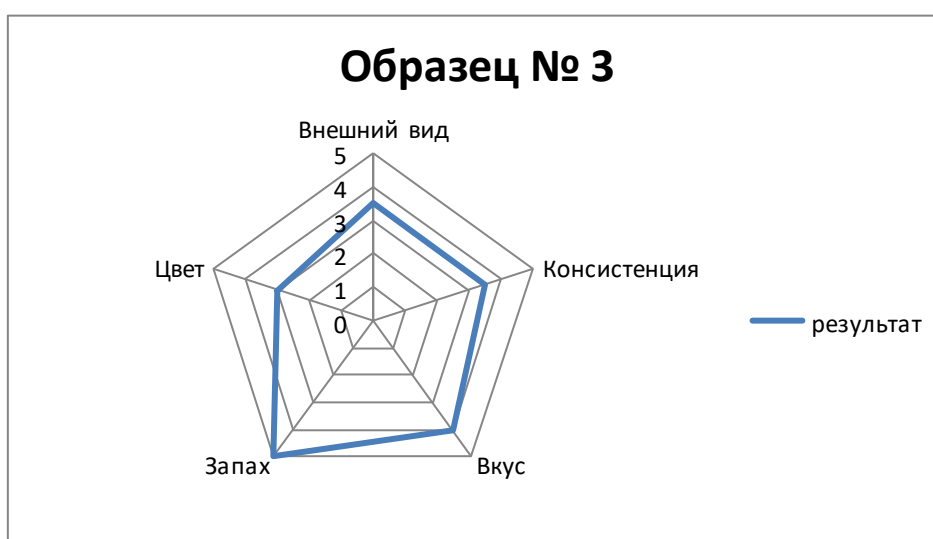 Образец № 3
Внешний вид
5
4
3
2
1
0
Цвет
Консистенция
результат
Запах
Вкус